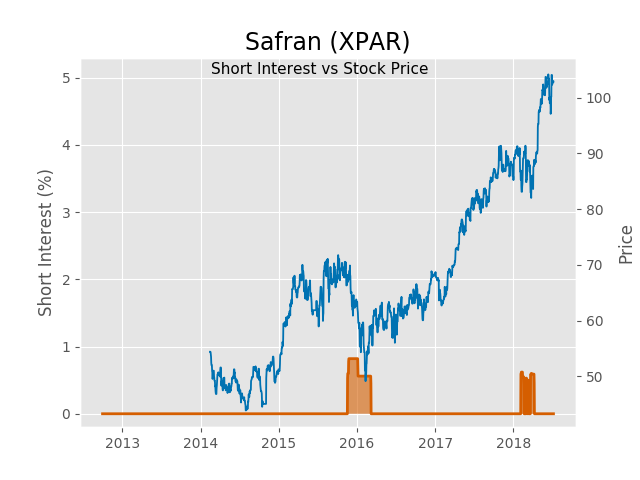 Safran (XPAR)
Short Interest vs Stock Price
Short Interest (%)
5
4
3
2
1
0
100
90
80
70
60
50
Price
2013 2014 2015 2016 2017 2018